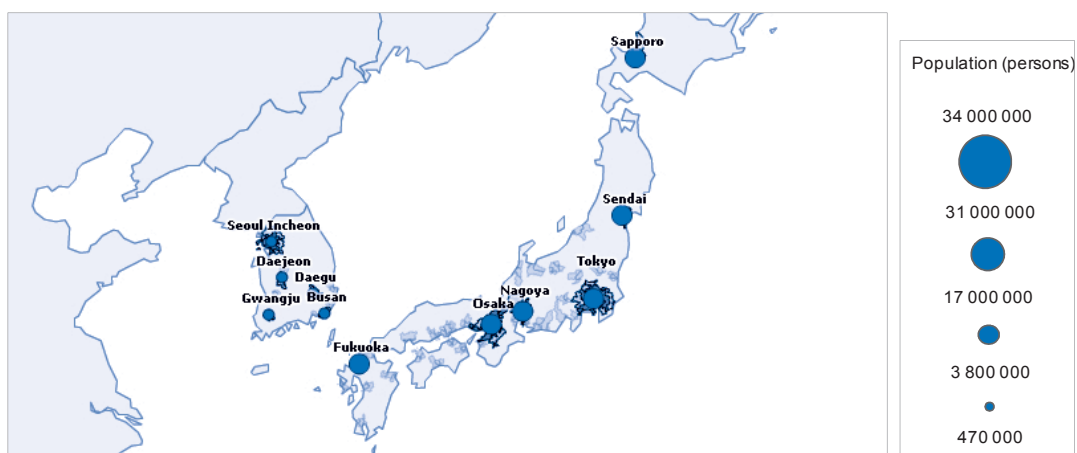 Sapporo
Sendai
Seoul Incheon
Daejeon
Daegu
Gwangju
Busan
Tokyo
Nagoya
Osaka
Fukuoka
Population (persons)
34 000 000
31 000 000
17 000 000
3 800 000
470 000